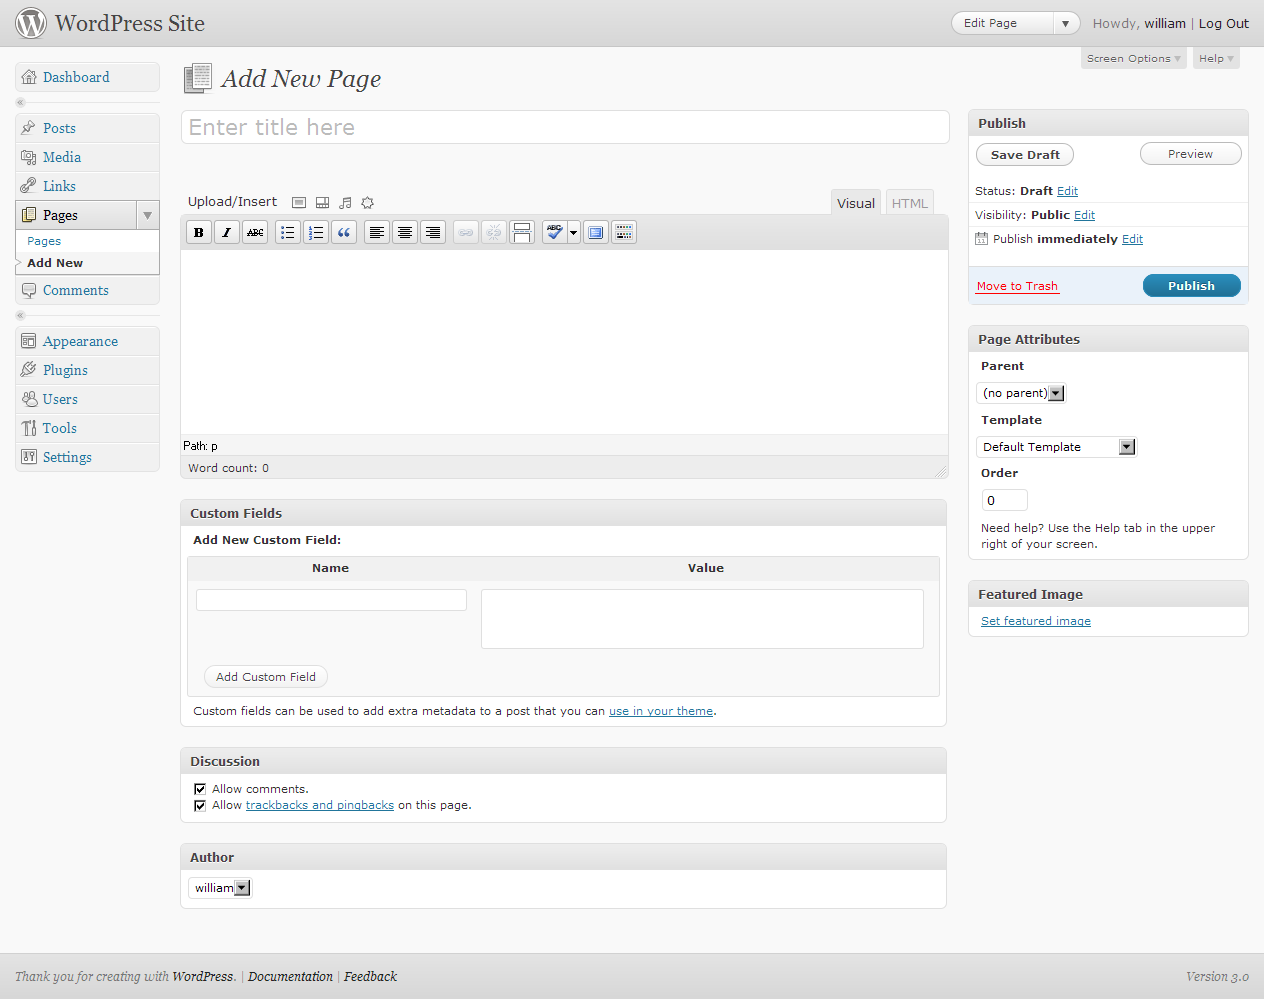 WordPress Site
Edit Page
Howdy, william | Log Out
Screen Options
Help
Dashboard
Posts
Media
Links
Pages
Pages
Add New
Comments
Appearance
Plugins
Users
Tools
Settings
Add New Page
Enter title here
Upload/Insert
Visual
HTML
B I ABC
ABC
Path: p
Word count: 0
Custom Fields
Add New Custom Field:
Name Value
Add Custom Field
Custom fields can be used to add extra metadata to a post that you can use in your theme.
Discussion
Allow comments.
Allow trackbacks and pingbacks on this page.
Author
william
Publish
Save Draft
Preview
Status: Draft Edit
Visibility: Public Edit
Publish immediately Edit
Move to Trash
Publish
Page Attributes
Parent
(no parent)
Template
Default Template
Order
0
Need help? Use the Help tab in the upper
right of your screen.
Featured Image
Set featured image
Thank you for creating with WordPress. | Documentation | Feedback
Version 3.0